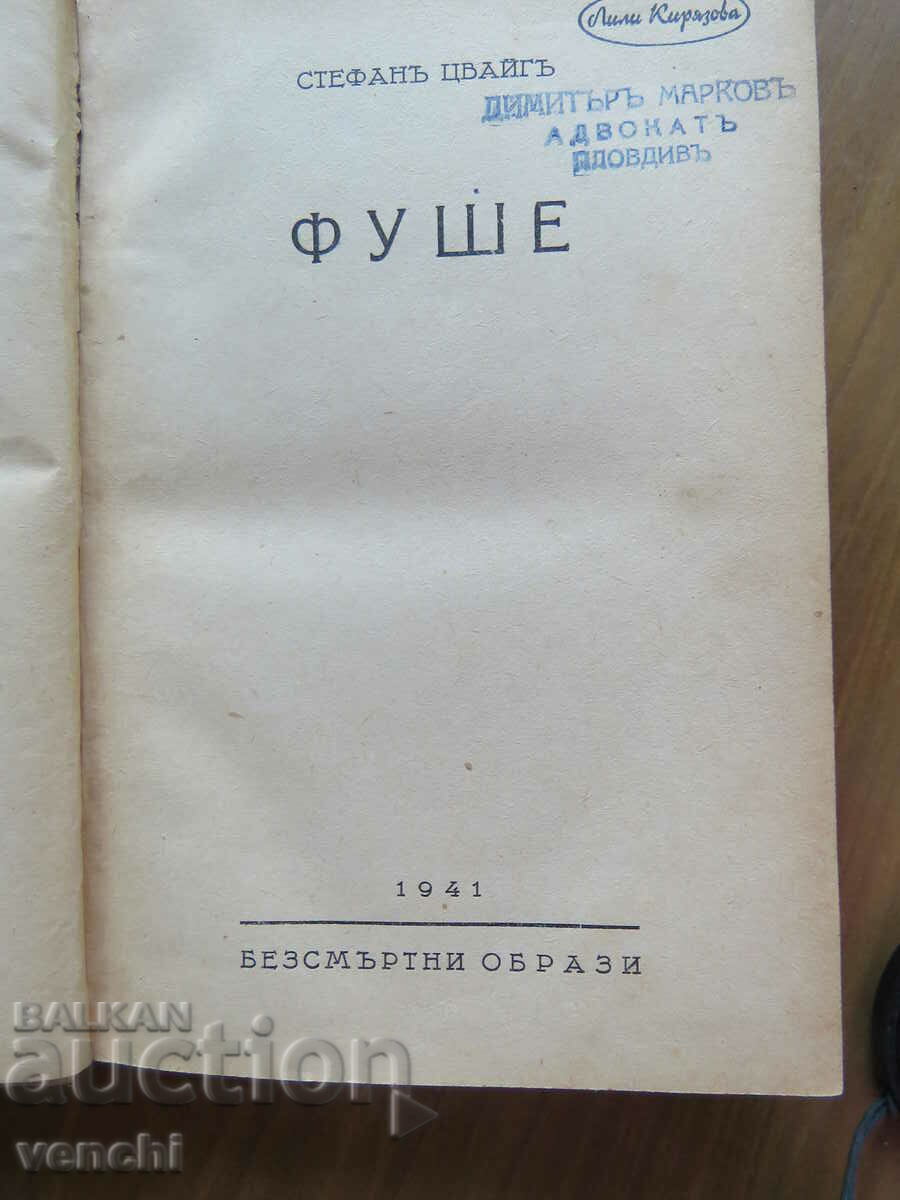 Лили Кирязова
СТЕФАНЪ ЦВАЙГЪ
ДИМИТЪРЪ МАРКОВЪ
АДВОКАТЪ
ПЛОВДИВЪ
ФУШЕ
1941
БЕЗСМЪРТНИ ОБРАЗИ
BALKAN
auction
venchi